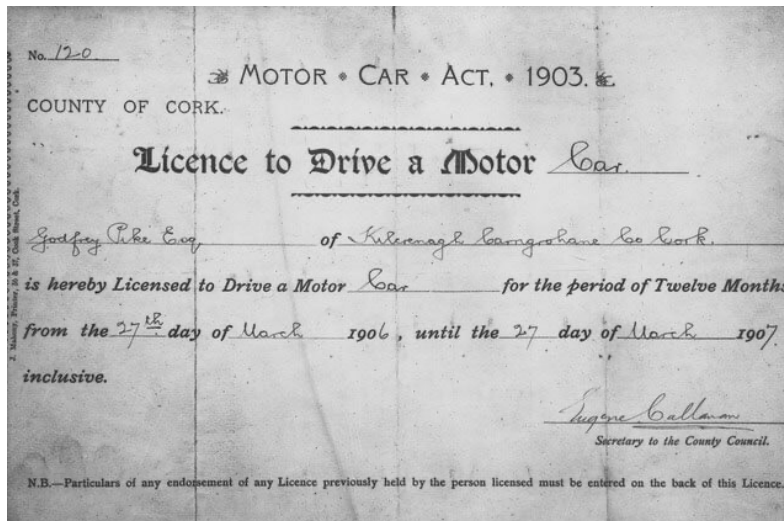 No. 120
MOTOR • CAR • ACT, • 1903.
COUNTY OF CORK.
Licence to Drive a Motor Car.
Godfrey Pike Esq of Kilcrenagh Carrigrohane Co Cork.
is hereby Licensed to Drive a Motor Car for the period of Twelve Months
from the 27th day of March 1906, until the 27 day of March 1907.
inclusive.
Eugene Callanan
Secretary to the County Council.
N.B.—Particulars of any endorsement of any Licence previously held by the person licensed must be entered on the back of this Licence.